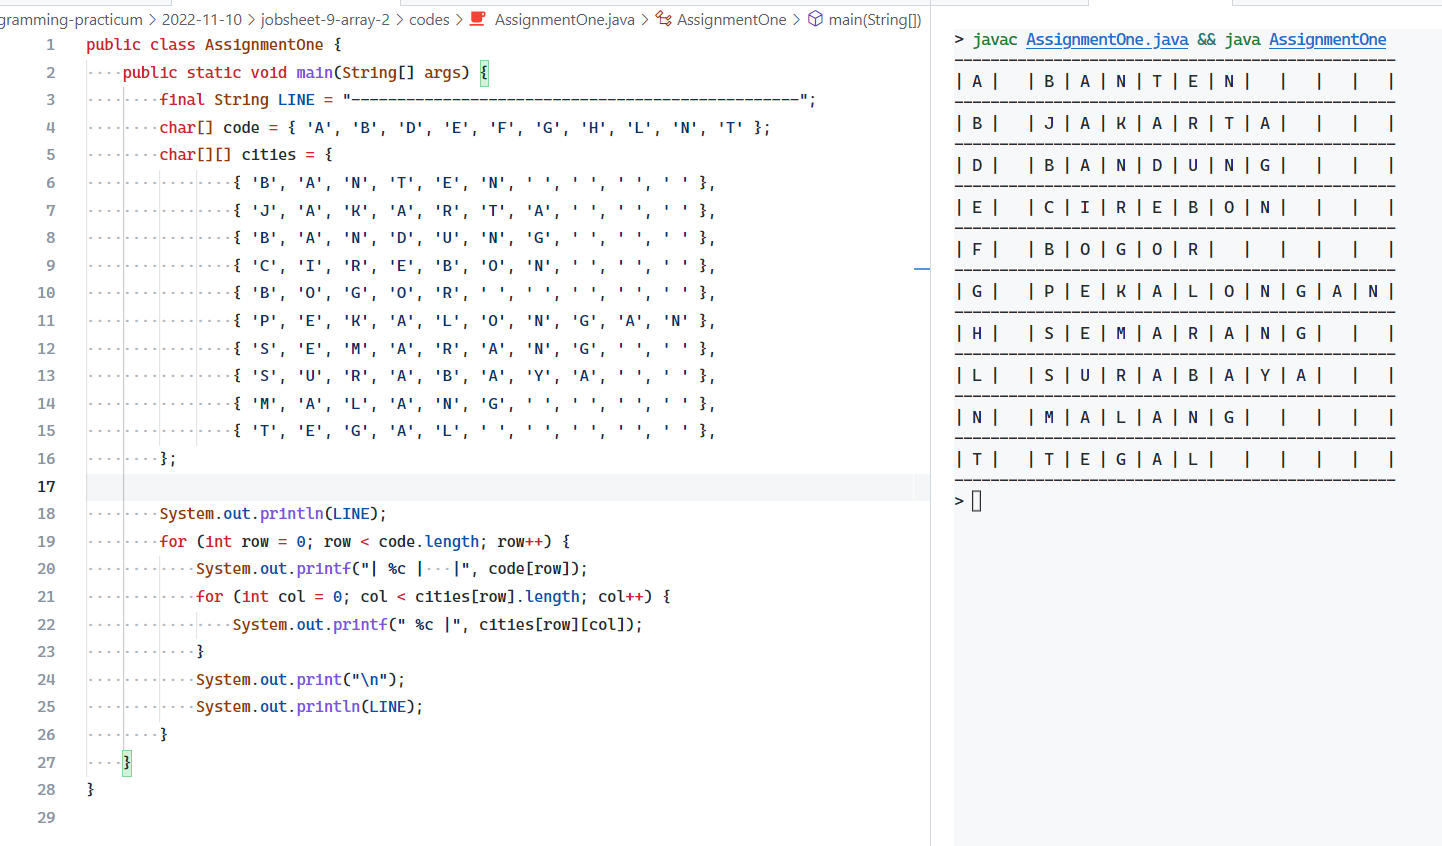 gramming-practicum > 2022-11-10 > jobsheet-9-array-2 > codes > AssignmentOne.java > AssignmentOne > main(String[])
1 public class AssignmentOne {
2 ····public static void main(String[] args) {
3 ········final String LINE = "-------------------------------------------------";
4 ········char[] code = { 'A', 'B', 'D', 'E', 'F', 'G', 'H', 'L', 'N', 'T' };
5 ········char[][] cities = {
6 ················{ 'B', 'A', 'N', 'T', 'E', 'N', ' ', ' ', ' ', ' ' },
7 ················{ 'J', 'A', 'K', 'A', 'R', 'T', 'A', ' ', ' ', ' ' },
8 ················{ 'B', 'A', 'N', 'D', 'U', 'N', 'G', ' ', ' ', ' ' },
9 ················{ 'C', 'I', 'R', 'E', 'B', 'O', 'N', ' ', ' ', ' ' },
10 ················{ 'B', 'O', 'G', 'O', 'R', ' ', ' ', ' ', ' ', ' ' },
11 ················{ 'P', 'E', 'K', 'A', 'L', 'O', 'N', 'G', 'A', 'N' },
12 ················{ 'S', 'E', 'M', 'A', 'R', 'A', 'N', 'G', ' ', ' ' },
13 ················{ 'S', 'U', 'R', 'A', 'B', 'A', 'Y', 'A', ' ', ' ' },
14 ················{ 'M', 'A', 'L', 'A', 'N', 'G', ' ', ' ', ' ', ' ' },
15 ················{ 'T', 'E', 'G', 'A', 'L', ' ', ' ', ' ', ' ', ' ' },
16 ········};
17
18 ········System.out.println(LINE);
19 ········for (int row = 0; row < code.length; row++) {
20 ············System.out.printf("| %c |···|", code[row]);
21 ············for (int col = 0; col < cities[row].length; col++) {
22 ················System.out.printf(" %c |", cities[row][col]);
23 ············}
24 ············System.out.print("\n");
25 ············System.out.println(LINE);
26 ········}
27 ····}
28 }
29
> javac AssignmentOne.java && java AssignmentOne
-------------------------------------------------
| A |   | B | A | N | T | E | N |   |   |   |   |
-------------------------------------------------
| B |   | J | A | K | A | R | T | A |   |   |   |
-------------------------------------------------
| D |   | B | A | N | D | U | N | G |   |   |   |
-------------------------------------------------
| E |   | C | I | R | E | B | O | N |   |   |   |
-------------------------------------------------
| F |   | B | O | G | O | R |   |   |   |   |   |
-------------------------------------------------
| G |   | P | E | K | A | L | O | N | G | A | N |
-------------------------------------------------
| H |   | S | E | M | A | R | A | N | G |   |   |
-------------------------------------------------
| L |   | S | U | R | A | B | A | Y | A |   |   |
-------------------------------------------------
| N |   | M | A | L | A | N | G |   |   |   |   |
-------------------------------------------------
| T |   | T | E | G | A | L |   |   |   |   |   |
-------------------------------------------------
>